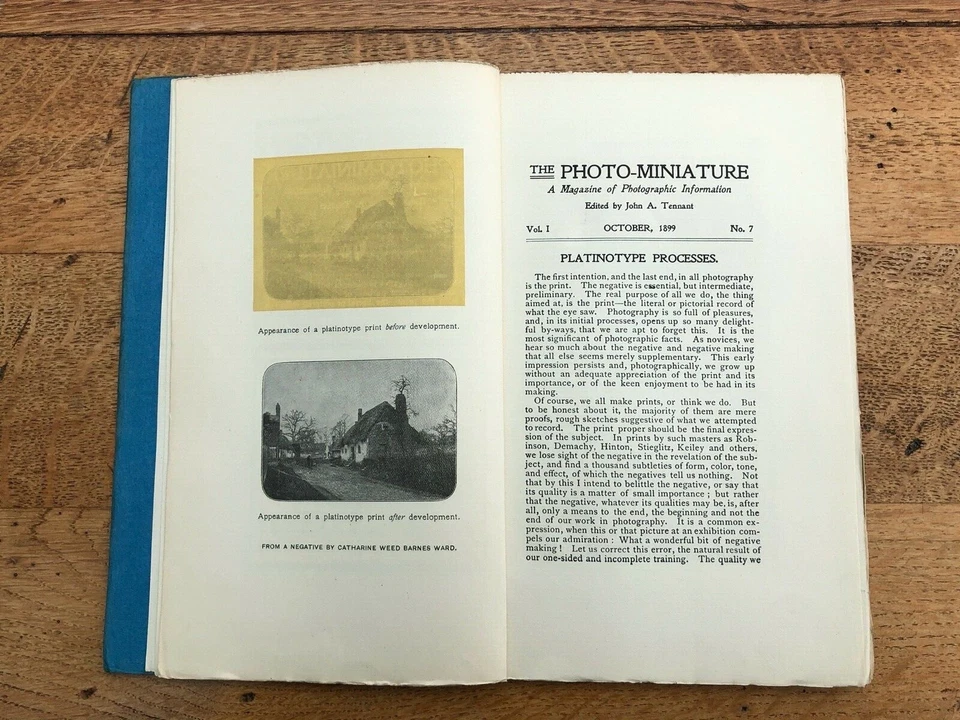 Appearance of a platinotype print before development.
Appearance of a platinotype print after development.
FROM A NEGATIVE BY CATHARINE WEED BARNES WARD.
THE PHOTO-MINIATURE
A Magazine of Photographic Information
Edited by John A. Tennant
Vol. I OCTOBER, 1899 No. 7
PLATINOTYPE PROCESSES.
The first intention, and the last end, in all photography
is the print. The negative is essential, but intermediate,
preliminary. The real purpose of all we do, the thing
aimed at, is the print—the literal or pictorial record of
what the eye saw. Photography is so full of pleasures,
and, in its initial processes, opens up so many delight-
ful by-ways, that we are apt to forget this. It is the
most significant of photographic facts. As novices, we
hear so much about the negative and negative making
that all else seems merely supplementary. This early
impression persists and, photographically, we grow up
without an adequate appreciation of the print and its
importance, or of the keen enjoyment to be had in its
making.
Of course, we all make prints, or think we do. But
to be honest about it, the majority of them are mere
proofs, rough sketches suggestive of what we attempted
to record. The print proper should be the final expres-
sion of the subject. In prints by such masters as Rob-
inson, Demachy, Hinton, Stieglitz, Keiley and others,
we lose sight of the negative in the revelation of the sub-
ject, and find a thousand subtleties of form, color, tone,
and effect, of which the negatives tell us nothing. Not
that by this I intend to belittle the negative, or say that
its quality is a matter of small importance ; but rather
that the negative, whatever its qualities may be, is, after
all, only a means to the end, the beginning and not the
end of our work in photography. It is a common ex-
pression, when this or that picture at an exhibition com-
pels our admiration : What a wonderful bit of negative
making ! Let us correct this error, the natural result of
our one-sided and incomplete training. The quality we